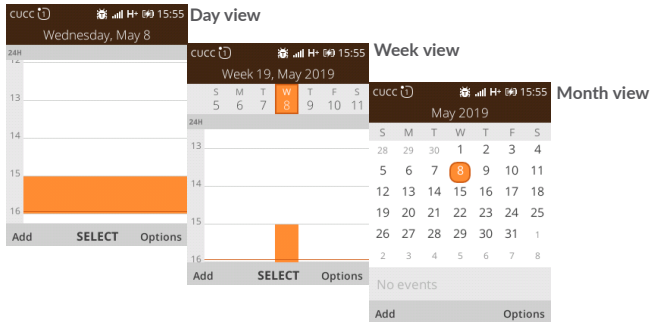 CUCC 1 H+ 15:55
Wednesday, May 8
24H
12
13
14
15
16
Add SELECT Options
Day view
CUCC 1 H+ 15:55
Week 19, May 2019
S M T W T F S
5 6 7 8 9 10 11
24H
13
14
15
16
Add SELECT Options
Week view
CUCC 1 H+ 15:55
May 2019
S M T W T F S
28 29 30 1 2 3 4
5 6 7 8 9 10 11
12 13 14 15 16 17 18
19 20 21 22 23 24 25
26 27 28 29 30 31 1
2 3 4 5 6 7 8
No events
Add Options
Month view